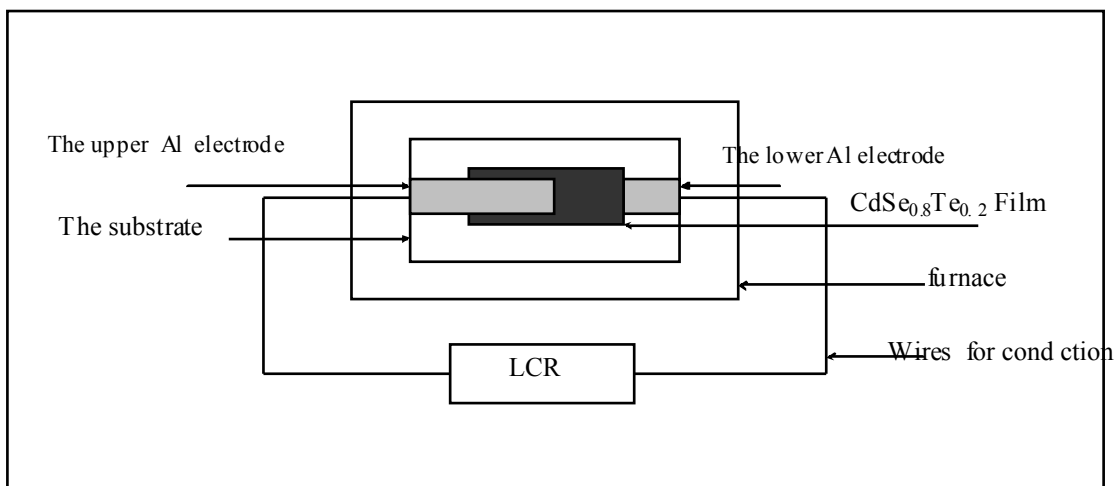 The upper Al electrode
The lower Al electrode
CdSe0.8Te0.2 Film
The substrate
furnace
Wires for cond ction
LCR